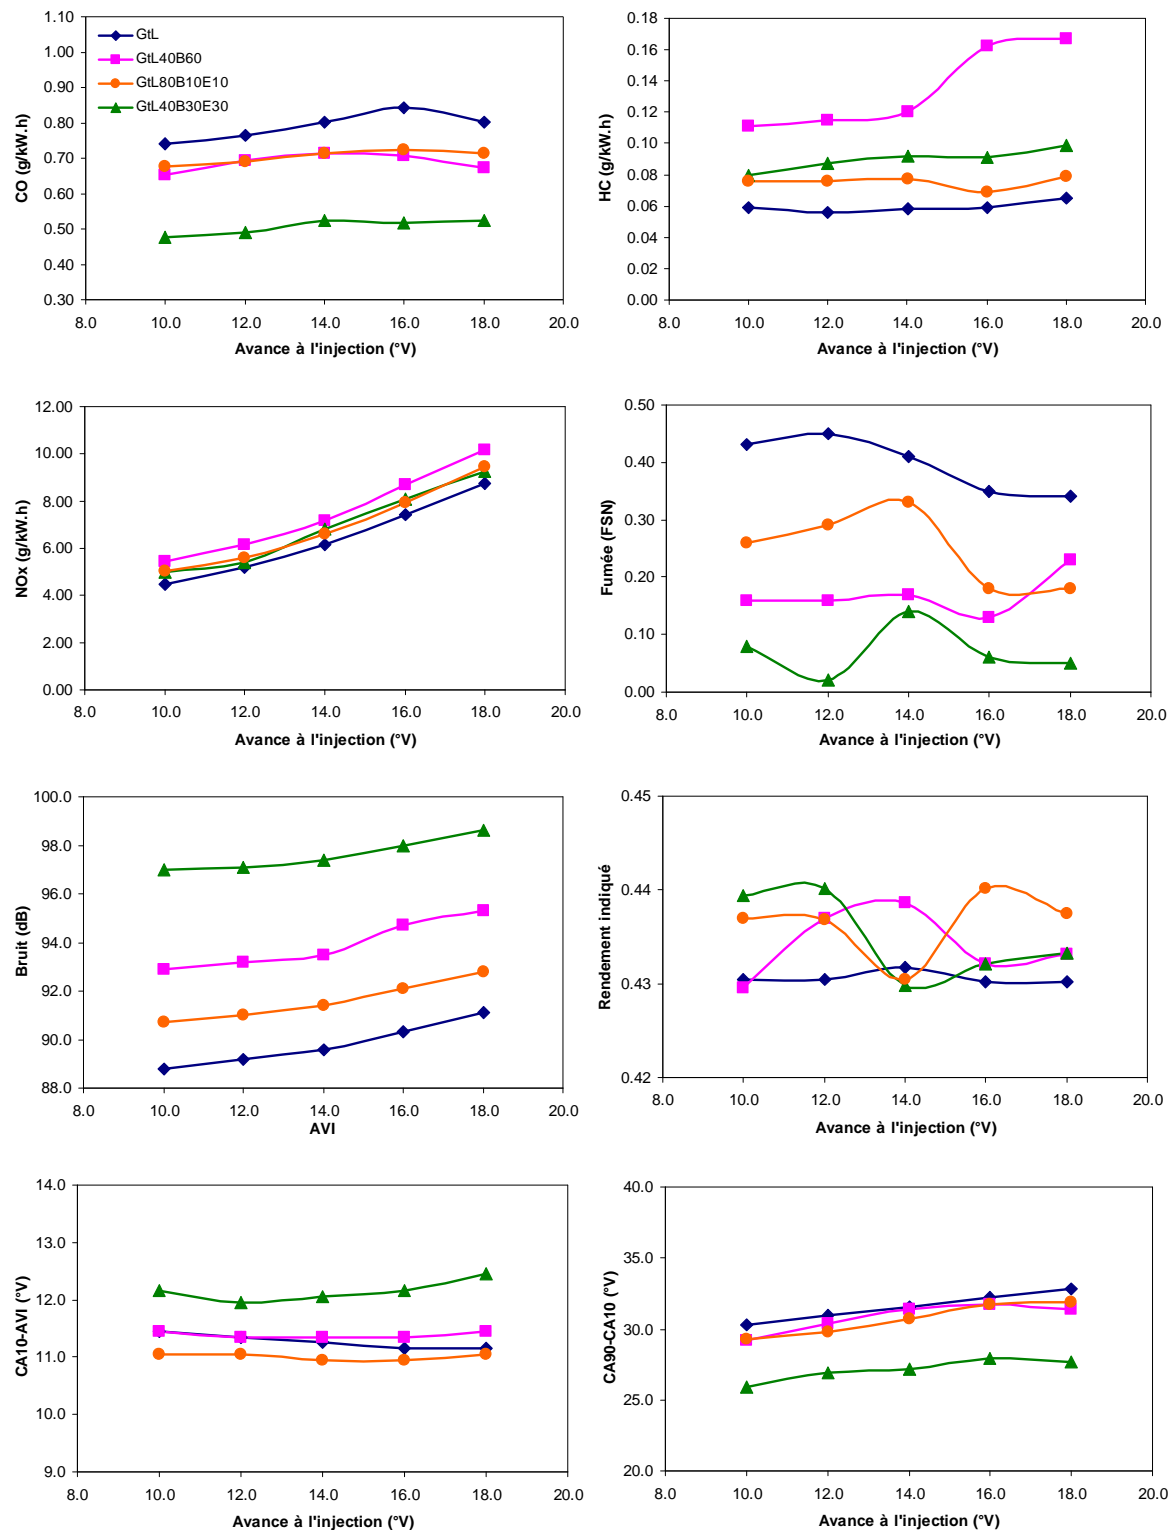 1.10
1.00
0.90
0.80
0.70
0.60
0.50
0.40
0.30
CO (g/kW.h)
GtL
GtL40B60
GtL80B10E10
GtL40B30E30
8.0 10.0 12.0 14.0 16.0 18.0 20.0
Avance à l'injection (°V)
0.18
0.16
0.14
0.12
0.10
0.08
0.06
0.04
0.02
0.00
HC (g/kW.h)
8.0 10.0 12.0 14.0 16.0 18.0 20.0
Avance à l'injection (°V)
12.00
10.00
8.00
6.00
4.00
2.00
0.00
NOx (g/kW.h)
8.0 10.0 12.0 14.0 16.0 18.0 20.0
Avance à l'injection (°V)
0.50
0.40
0.30
0.20
0.10
0.00
Fumée (FSN)
8.0 10.0 12.0 14.0 16.0 18.0 20.0
Avance à l'injection (°V)
100.0
98.0
96.0
94.0
92.0
90.0
88.0
Bruit (dB)
8.0 10.0 12.0 14.0 16.0 18.0 20.0
AVI
0.45
0.44
0.43
0.42
Rendement indiqué
8.0 10.0 12.0 14.0 16.0 18.0 20.0
Avance à l'injection (°V)
14.0
13.0
12.0
11.0
10.0
9.0
CA10-AVI (°V)
8.0 10.0 12.0 14.0 16.0 18.0 20.0
Avance à l'injection (°V)
40.0
35.0
30.0
25.0
20.0
CA90-CA10 (°V)
8.0 10.0 12.0 14.0 16.0 18.0 20.0
Avance à l'injection (°V)